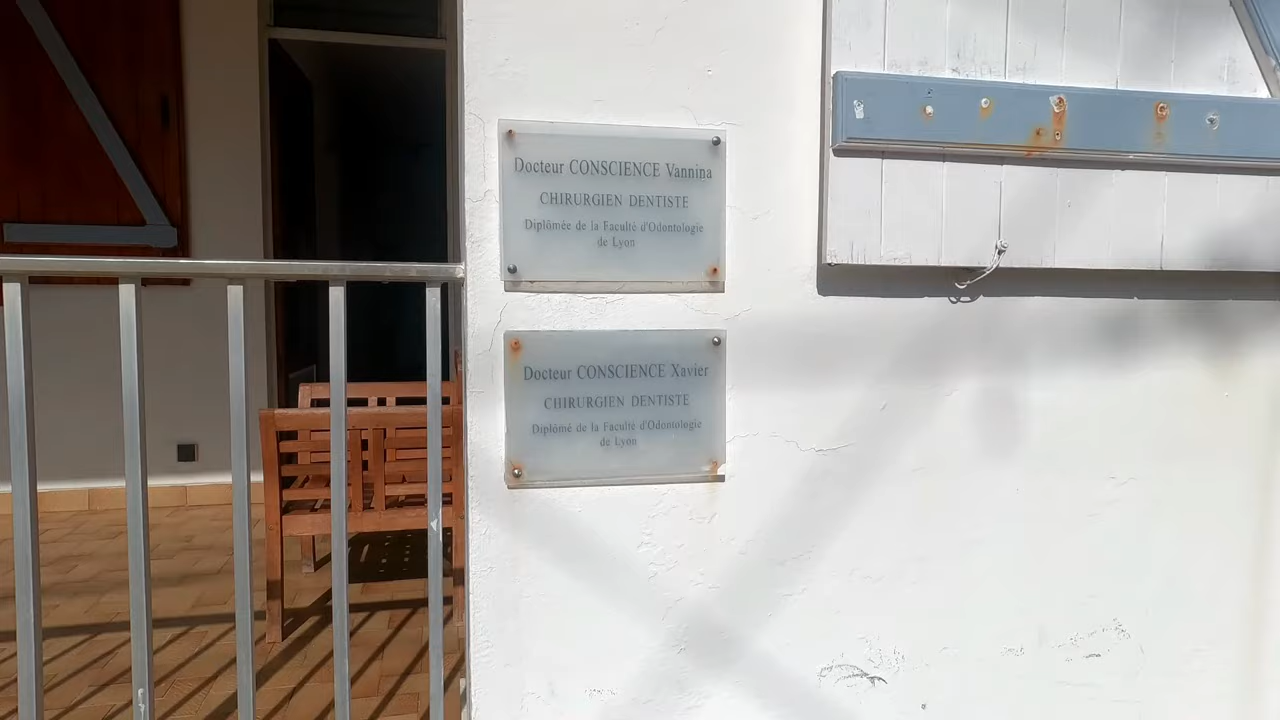 Docteur CONSCIENCE Vannina
CHIRURGIEN DENTISTE
Diplômée de la Faculté d'Odontologie
de Lyon
Docteur CONSCIENCE Xavier
CHIRURGIEN DENTISTE
Diplômé de la Faculté d'Odontologie
de Lyon